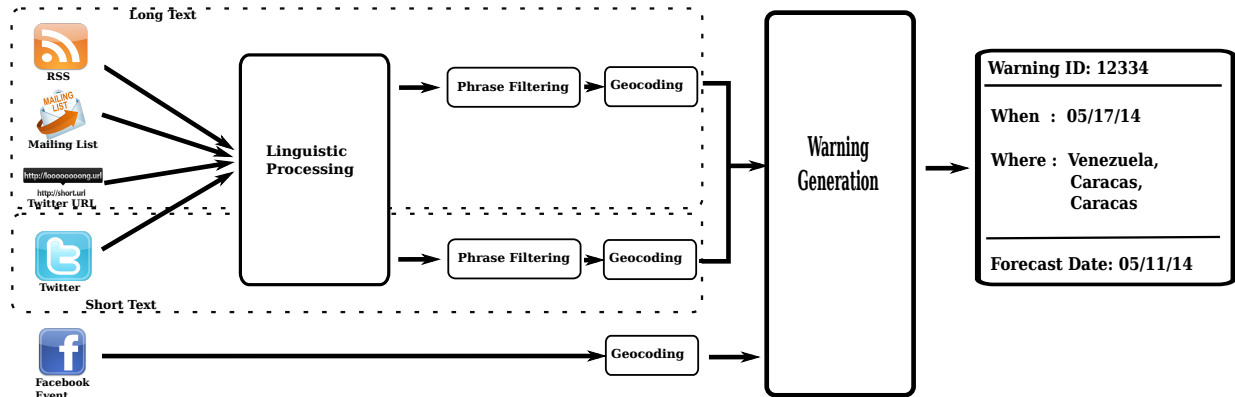 Long Text
RSS
MAILING
LIST
Mailing List
http://looooooong.url
http://short.url
Twitter URL
Linguistic
Processing
Phrase Filtering
Geocoding
Twitter
Short Text
Phrase Filtering
Geocoding
Facebook
Event
Geocoding
Warning
Generation
Warning ID: 12334
When : 05/17/14
Where : Venezuela,
Caracas,
Caracas
Forecast Date: 05/11/14